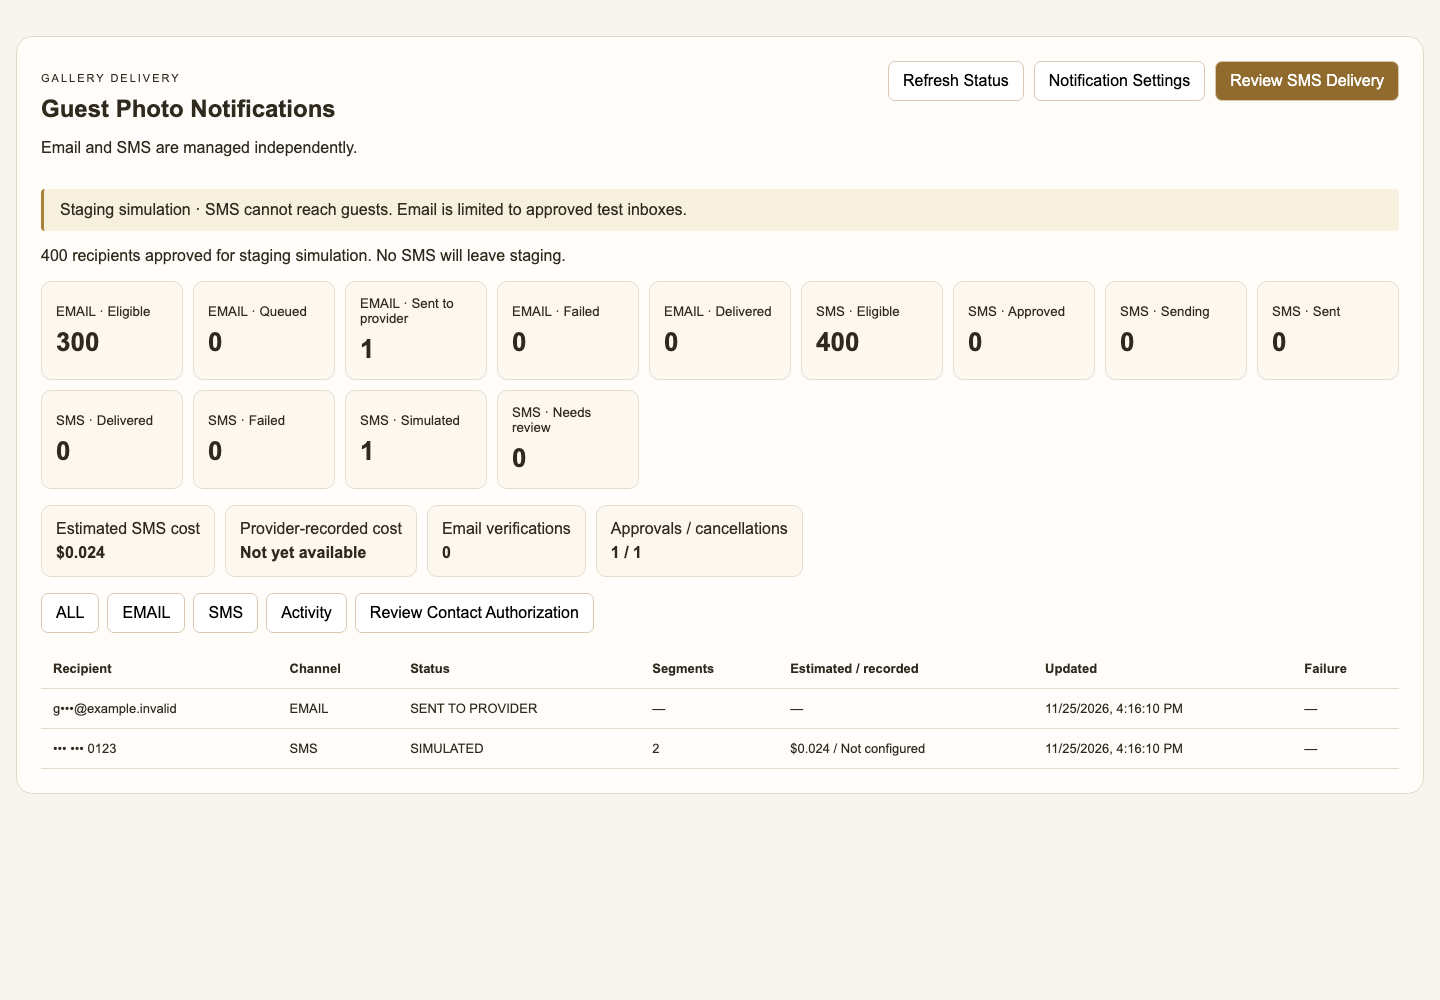 GALLERY DELIVERY
Guest Photo Notifications
Email and SMS are managed independently.
Refresh Status
Notification Settings
Review SMS Delivery
Staging simulation · SMS cannot reach guests. Email is limited to approved test inboxes.
400 recipients approved for staging simulation. No SMS will leave staging.
EMAIL · Eligible
300
EMAIL · Queued
0
EMAIL · Sent to
provider
1
EMAIL · Failed
0
EMAIL · Delivered
0
SMS · Eligible
400
SMS · Approved
0
SMS · Sending
0
SMS · Sent
0
SMS · Delivered
0
SMS · Failed
0
SMS · Simulated
1
SMS · Needs
review
0
Estimated SMS cost
$0.024
Provider-recorded cost
Not yet available
Email verifications
0
Approvals / cancellations
1 / 1
ALL
EMAIL
SMS
Activity
Review Contact Authorization
Recipient Channel Status Segments Estimated / recorded Updated Failure
g•••@example.invalid EMAIL SENT TO PROVIDER — — 11/25/2026, 4:16:10 PM —
••• ••• 0123 SMS SIMULATED 2 $0.024 / Not configured 11/25/2026, 4:16:10 PM —